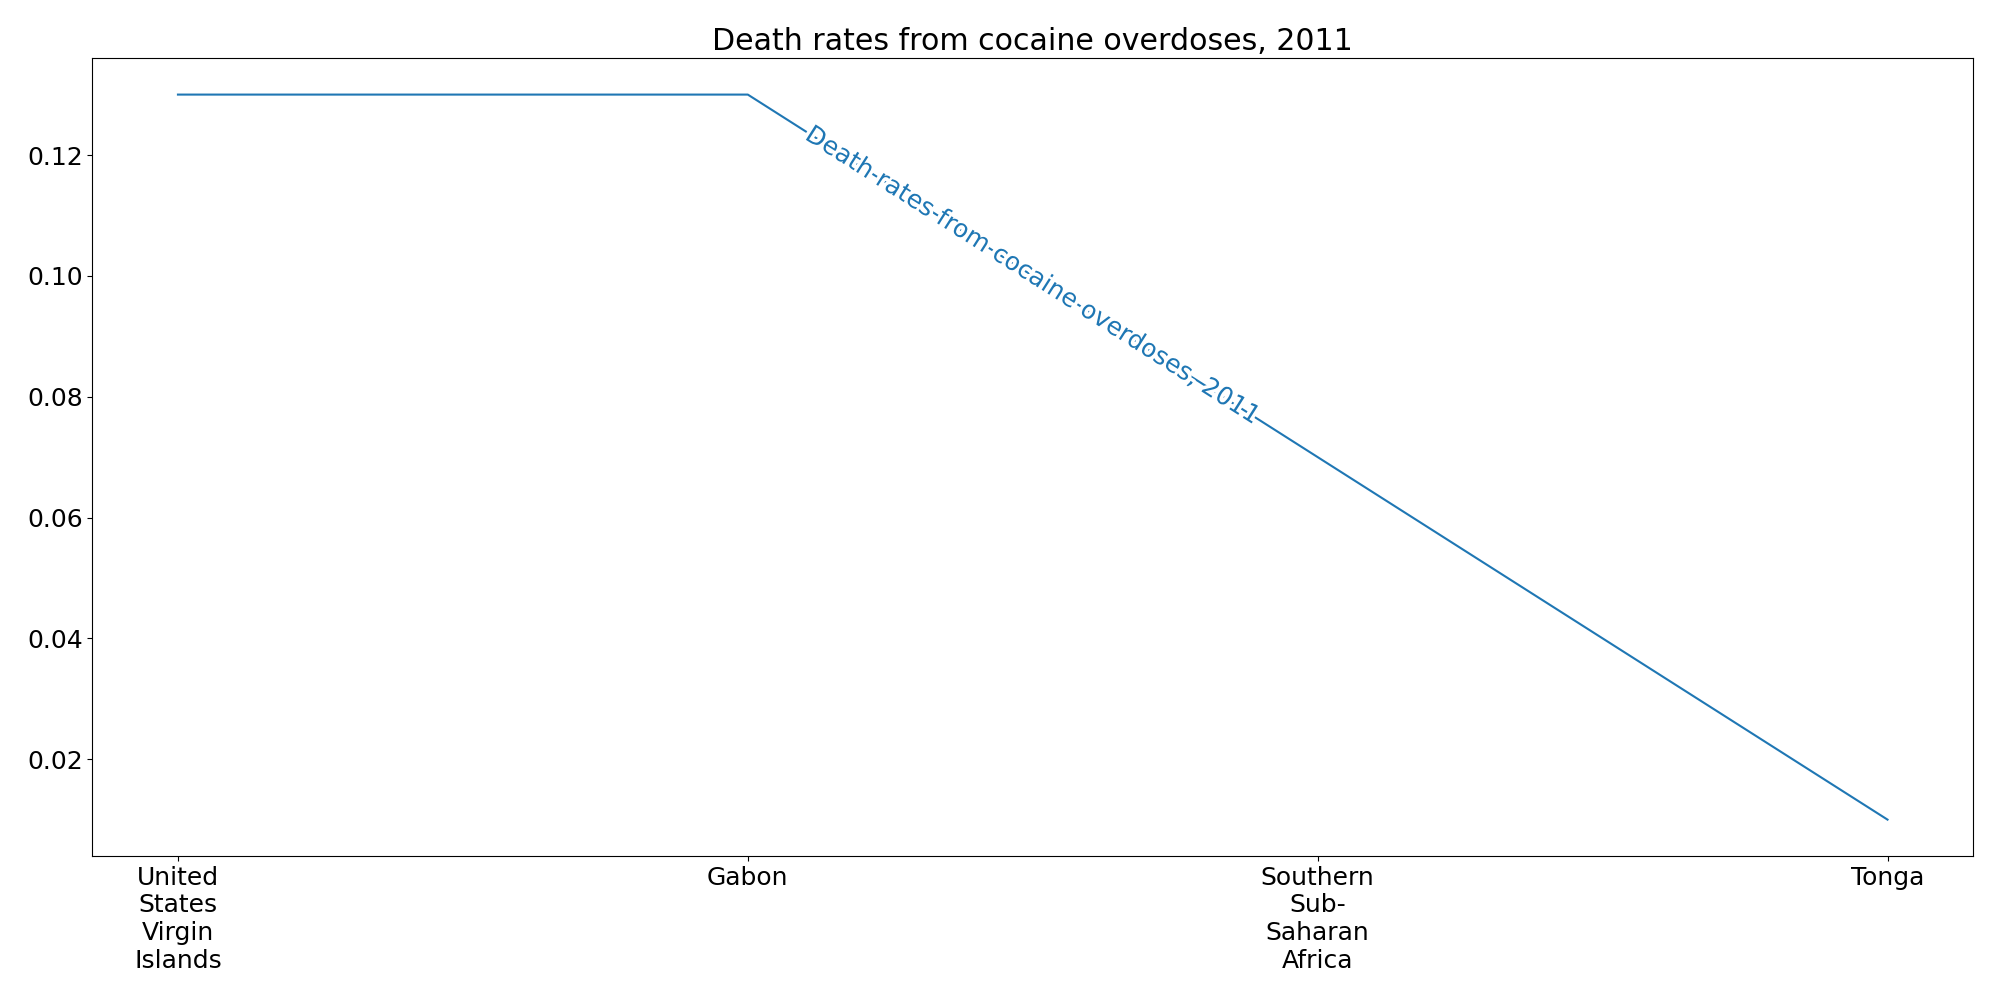 Death rates from cocaine overdoses, 2011
0.12
0.10
0.08
0.06
0.04
0.02
Death rates from cocaine overdoses, 2011
United
States
Virgin
Islands
Gabon
Southern
Sub-
Saharan
Africa
Tonga